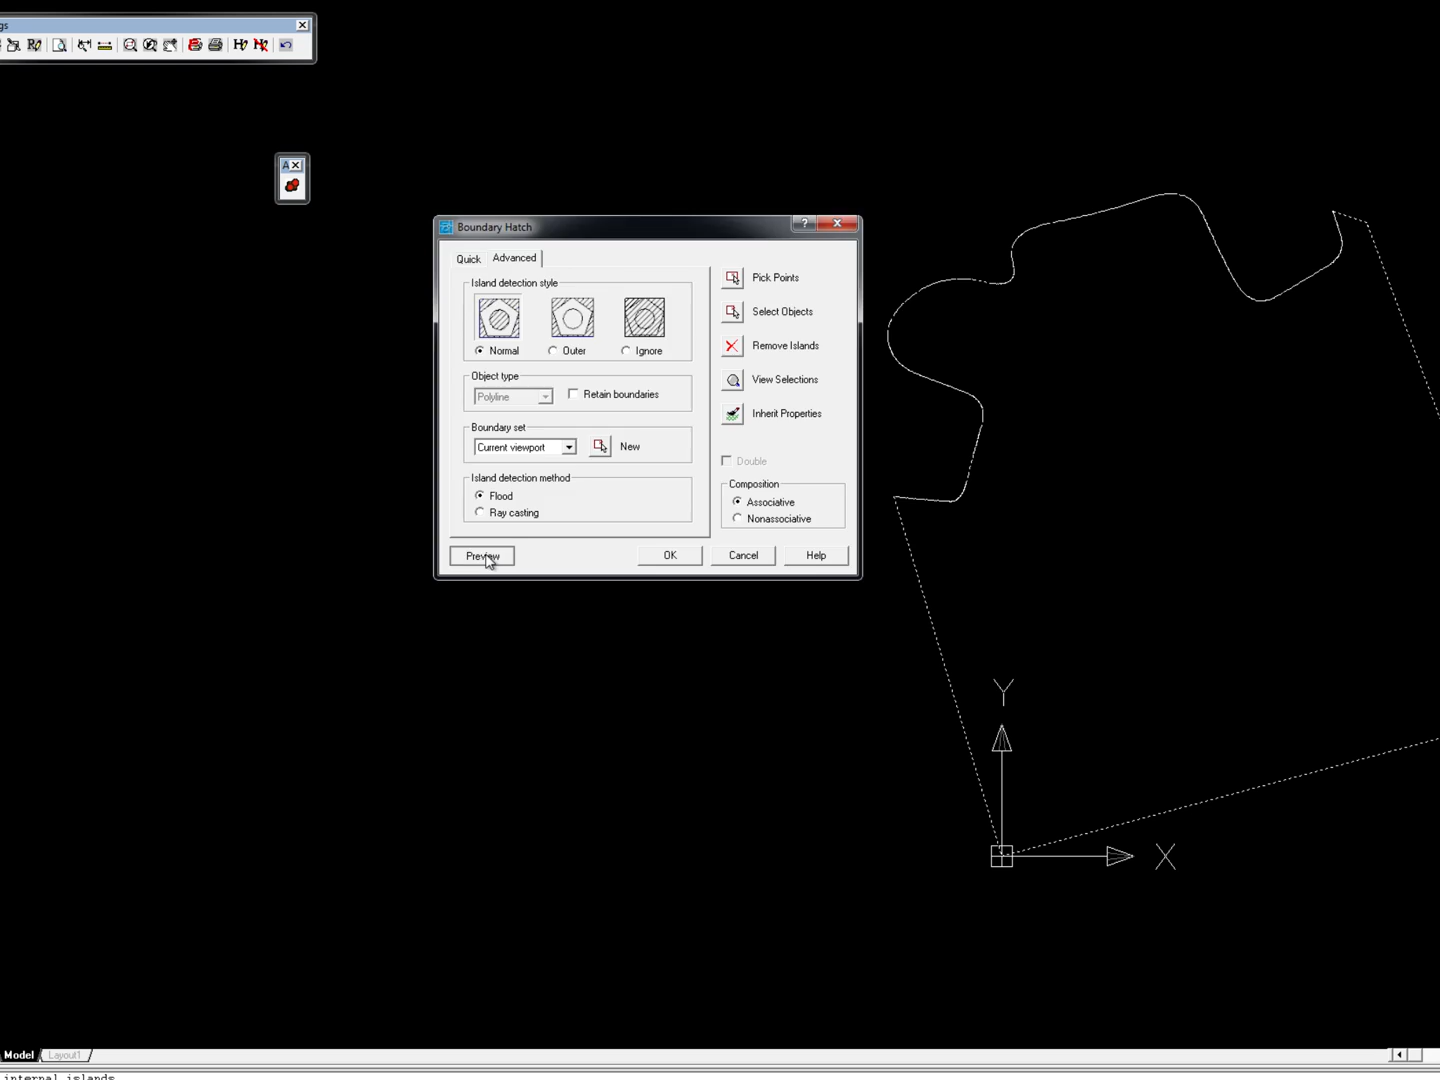 gs
A
Boundary Hatch
Quick Advanced
Island detection style
Normal Outer Ignore
Object type
Polyline Retain boundaries
Boundary set
Current viewport New
Island detection method
Flood
Ray casting
Pick Points
Select Objects
Remove Islands
View Selections
Inherit Properties
Double
Composition
Associative
Nonassociative
Preview OK Cancel Help
Y
X
Model Layout1
internal islands